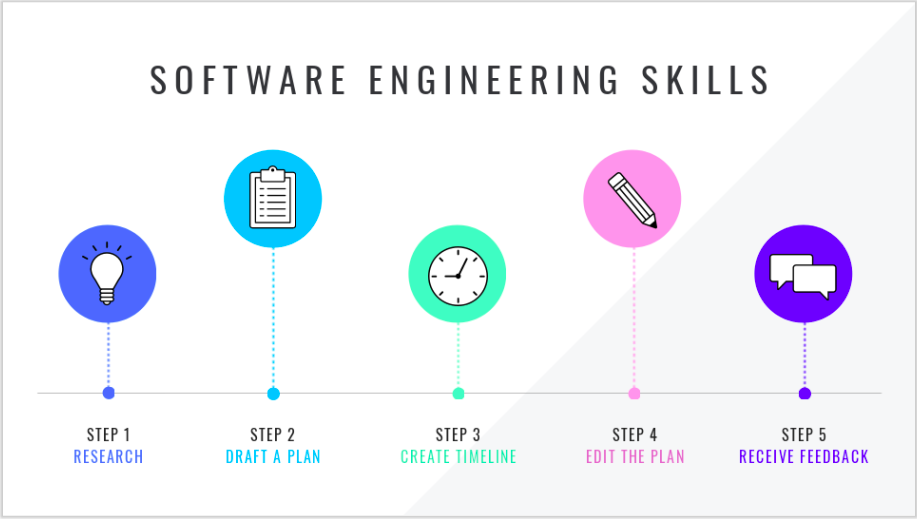 SOFTWARE ENGINEERING SKILLS
STEP 1
RESEARCH
STEP 2
DRAFT A PLAN
STEP 3
CREATE TIMELINE
STEP 4
EDIT THE PLAN
STEP 5
RECEIVE FEEDBACK